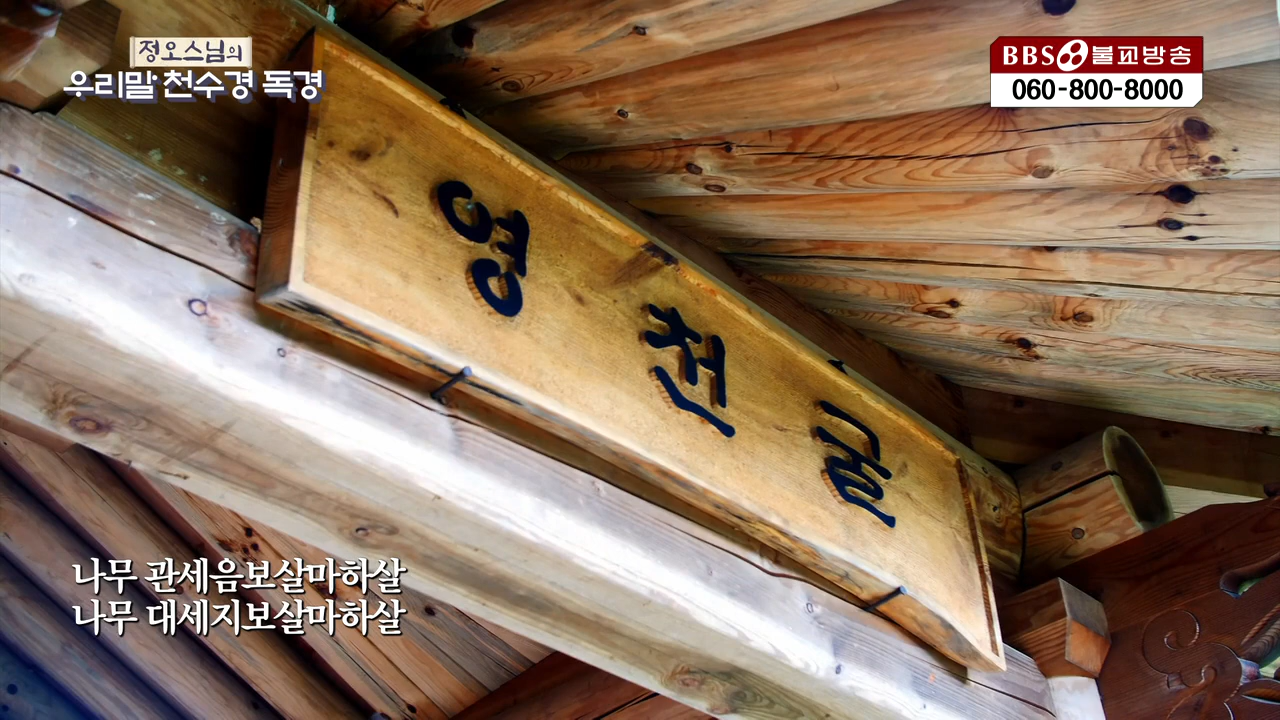 정오스님의
우리말 천수경 독경
BBS 불교방송
060-800-8000
영천굴
나무 관세음보살마하살
나무 대세지보살마하살